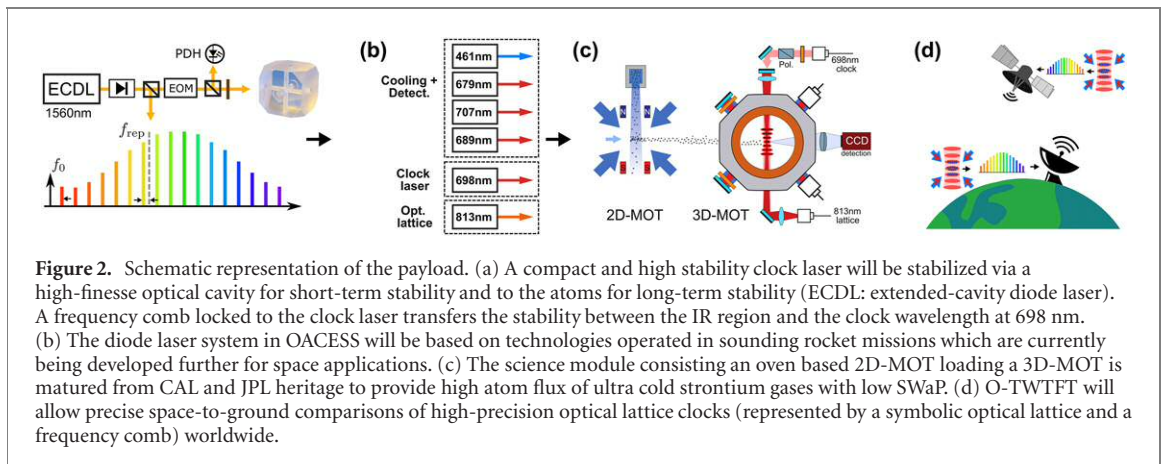 (b)
(c)
(d)
PDH
ECDL
EOM
1560nm
f_rep
f_0
Cooling +
Detect.
461nm
679nm
707nm
689nm
Clock
laser
698nm
Opt.
lattice
813nm
Pol.
698nm
clock
N
N
S
S
CCD
detection
2D-MOT
3D-MOT
813nm
lattice
Figure 2. Schematic representation of the payload. (a) A compact and high stability clock laser will be stabilized via a
high-finesse optical cavity for short-term stability and to the atoms for long-term stability (ECDL: extended-cavity diode laser).
A frequency comb locked to the clock laser transfers the stability between the IR region and the clock wavelength at 698 nm.
(b) The diode laser system in OACESS will be based on technologies operated in sounding rocket missions which are currently
being developed further for space applications. (c) The science module consisting an oven based 2D-MOT loading a 3D-MOT is
matured from CAL and JPL heritage to provide high atom flux of ultra cold strontium gases with low SWaP. (d) O-TWTFT will
allow precise space-to-ground comparisons of high-precision optical lattice clocks (represented by a symbolic optical lattice and a
frequency comb) worldwide.